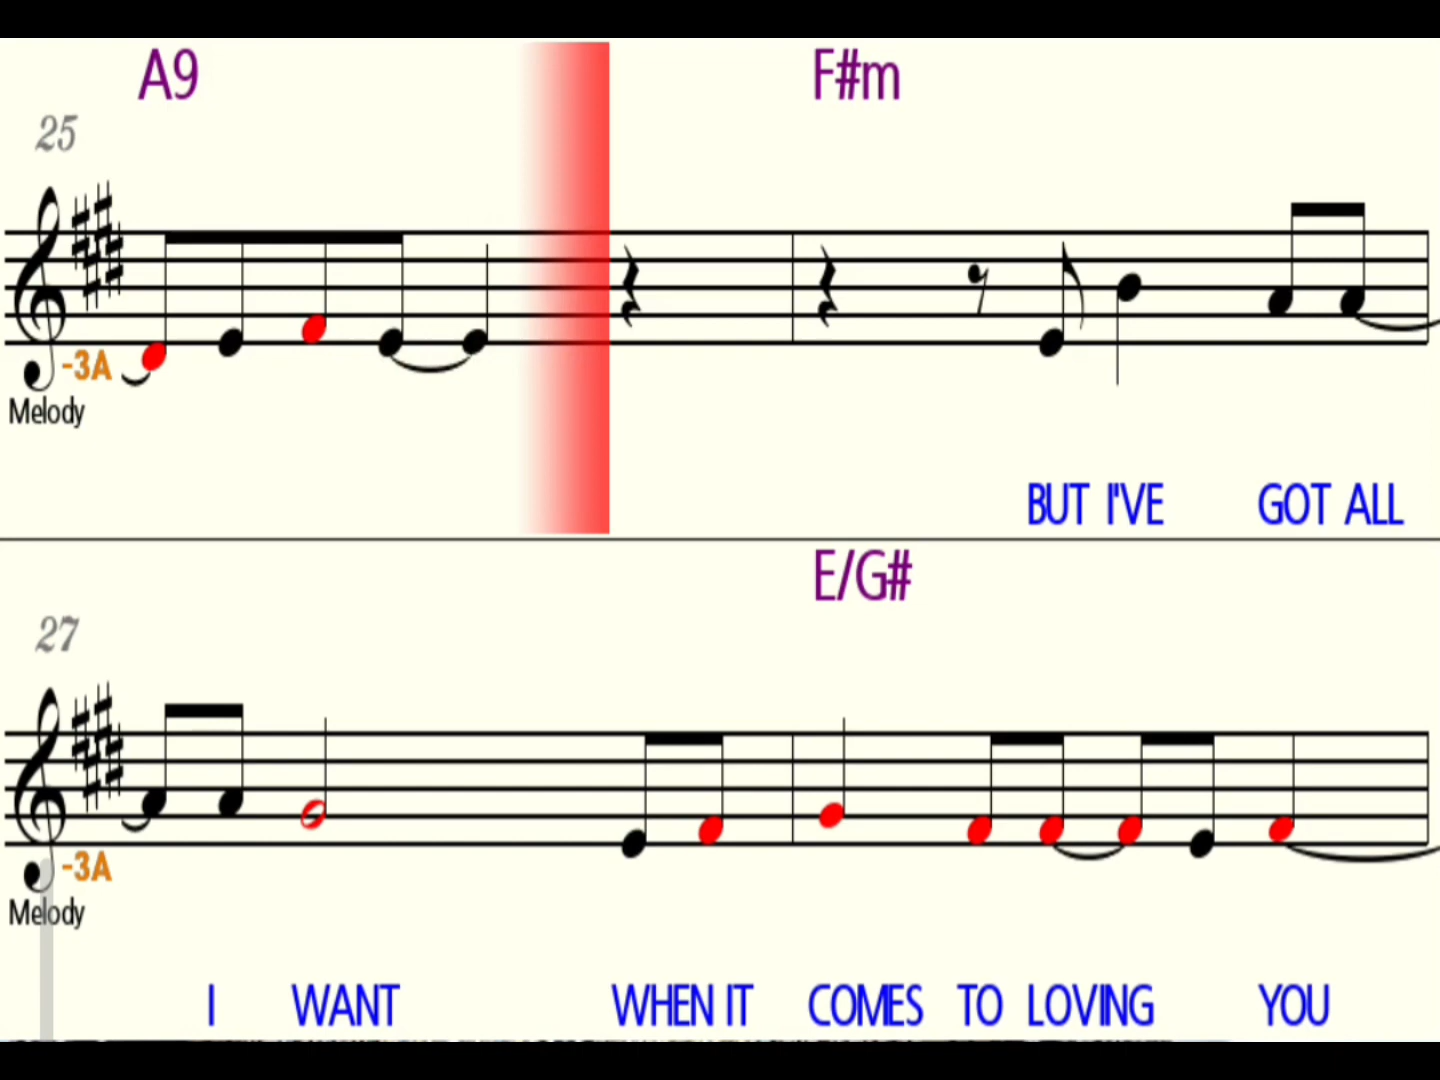 A9 F#m
25
-3A
Melody
BUT I'VE GOT ALL
E/G#
27
-3A
Melody
I WANT WHEN IT COMES TO LOVING YOU